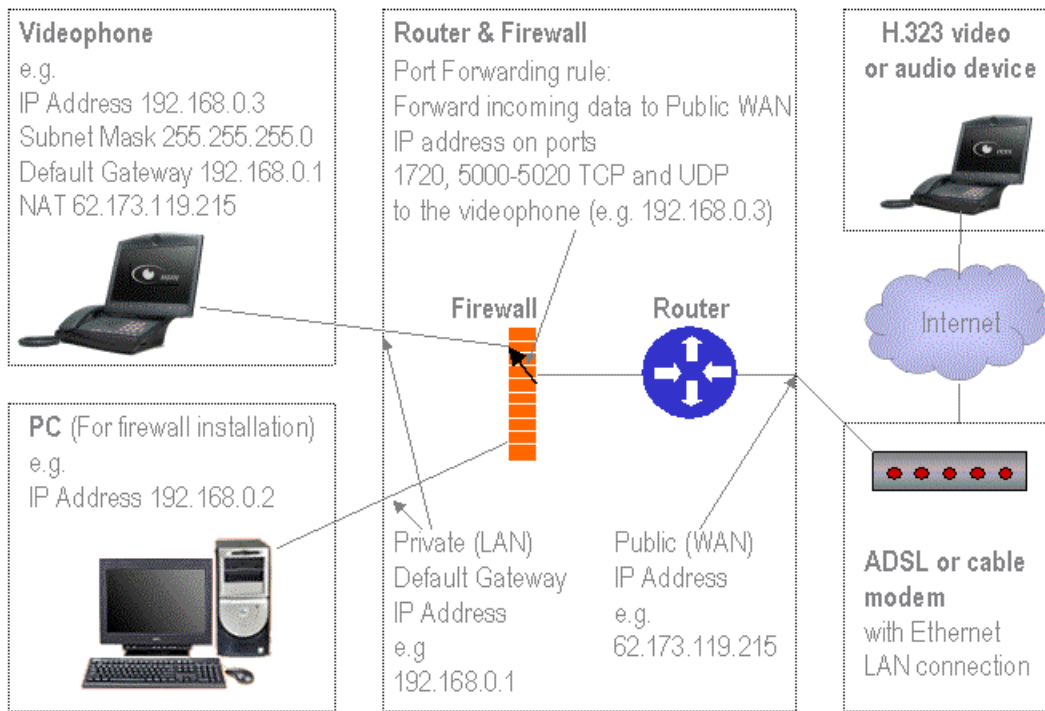 Videophone
e.g.
IP Address 192.168.0.3
Subnet Mask 255.255.255.0
Default Gateway 192.168.0.1
NAT 62.173.119.215
Router & Firewall
Port Forwarding rule:
Forward incoming data to Public WAN
IP address on ports
1720, 5000-5020 TCP and UDP
to the videophone (e.g. 192.168.0.3)
H.323 video
or audio device
Firewall
Router
Internet
PC (For firewall installation)
e.g.
IP Address 192.168.0.2
Private (LAN)
Default Gateway
IP Address
e.g
192.168.0.1
Public (WAN)
IP Address
e.g.
62.173.119.215
ADSL or cable
modem
with Ethernet
LAN connection